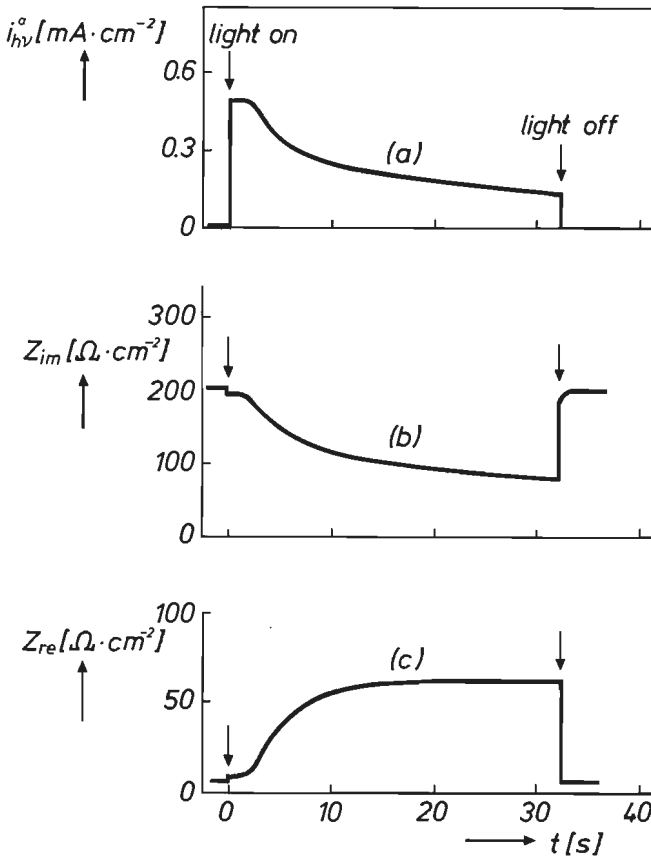 i_hν^a [mA·cm⁻²]
light on
0.6
light off
0.3
(a)
0
300
Z_im [Ω·cm⁻²]
200
(b)
100
0
100
Z_re [Ω·cm⁻²]
(c)
50
0
0 10 20 30 40
t [s]